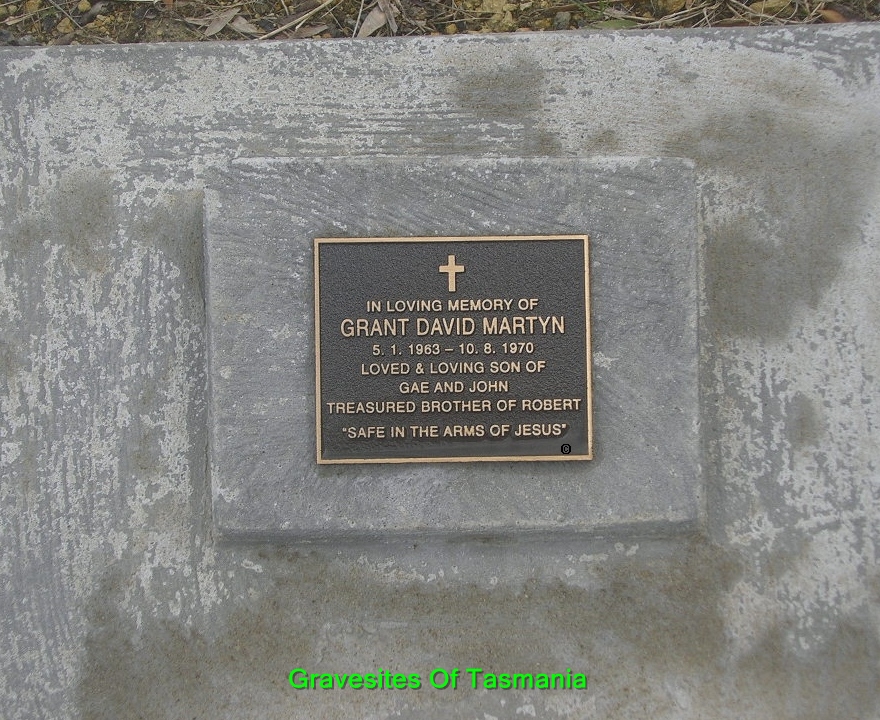 IN LOVING MEMORY OF
GRANT DAVID MARTYN
5. 1. 1963 – 10. 8. 1970
LOVED & LOVING SON OF
GAE AND JOHN
TREASURED BROTHER OF ROBERT
"SAFE IN THE ARMS OF JESUS"
©
Gravesites Of Tasmania